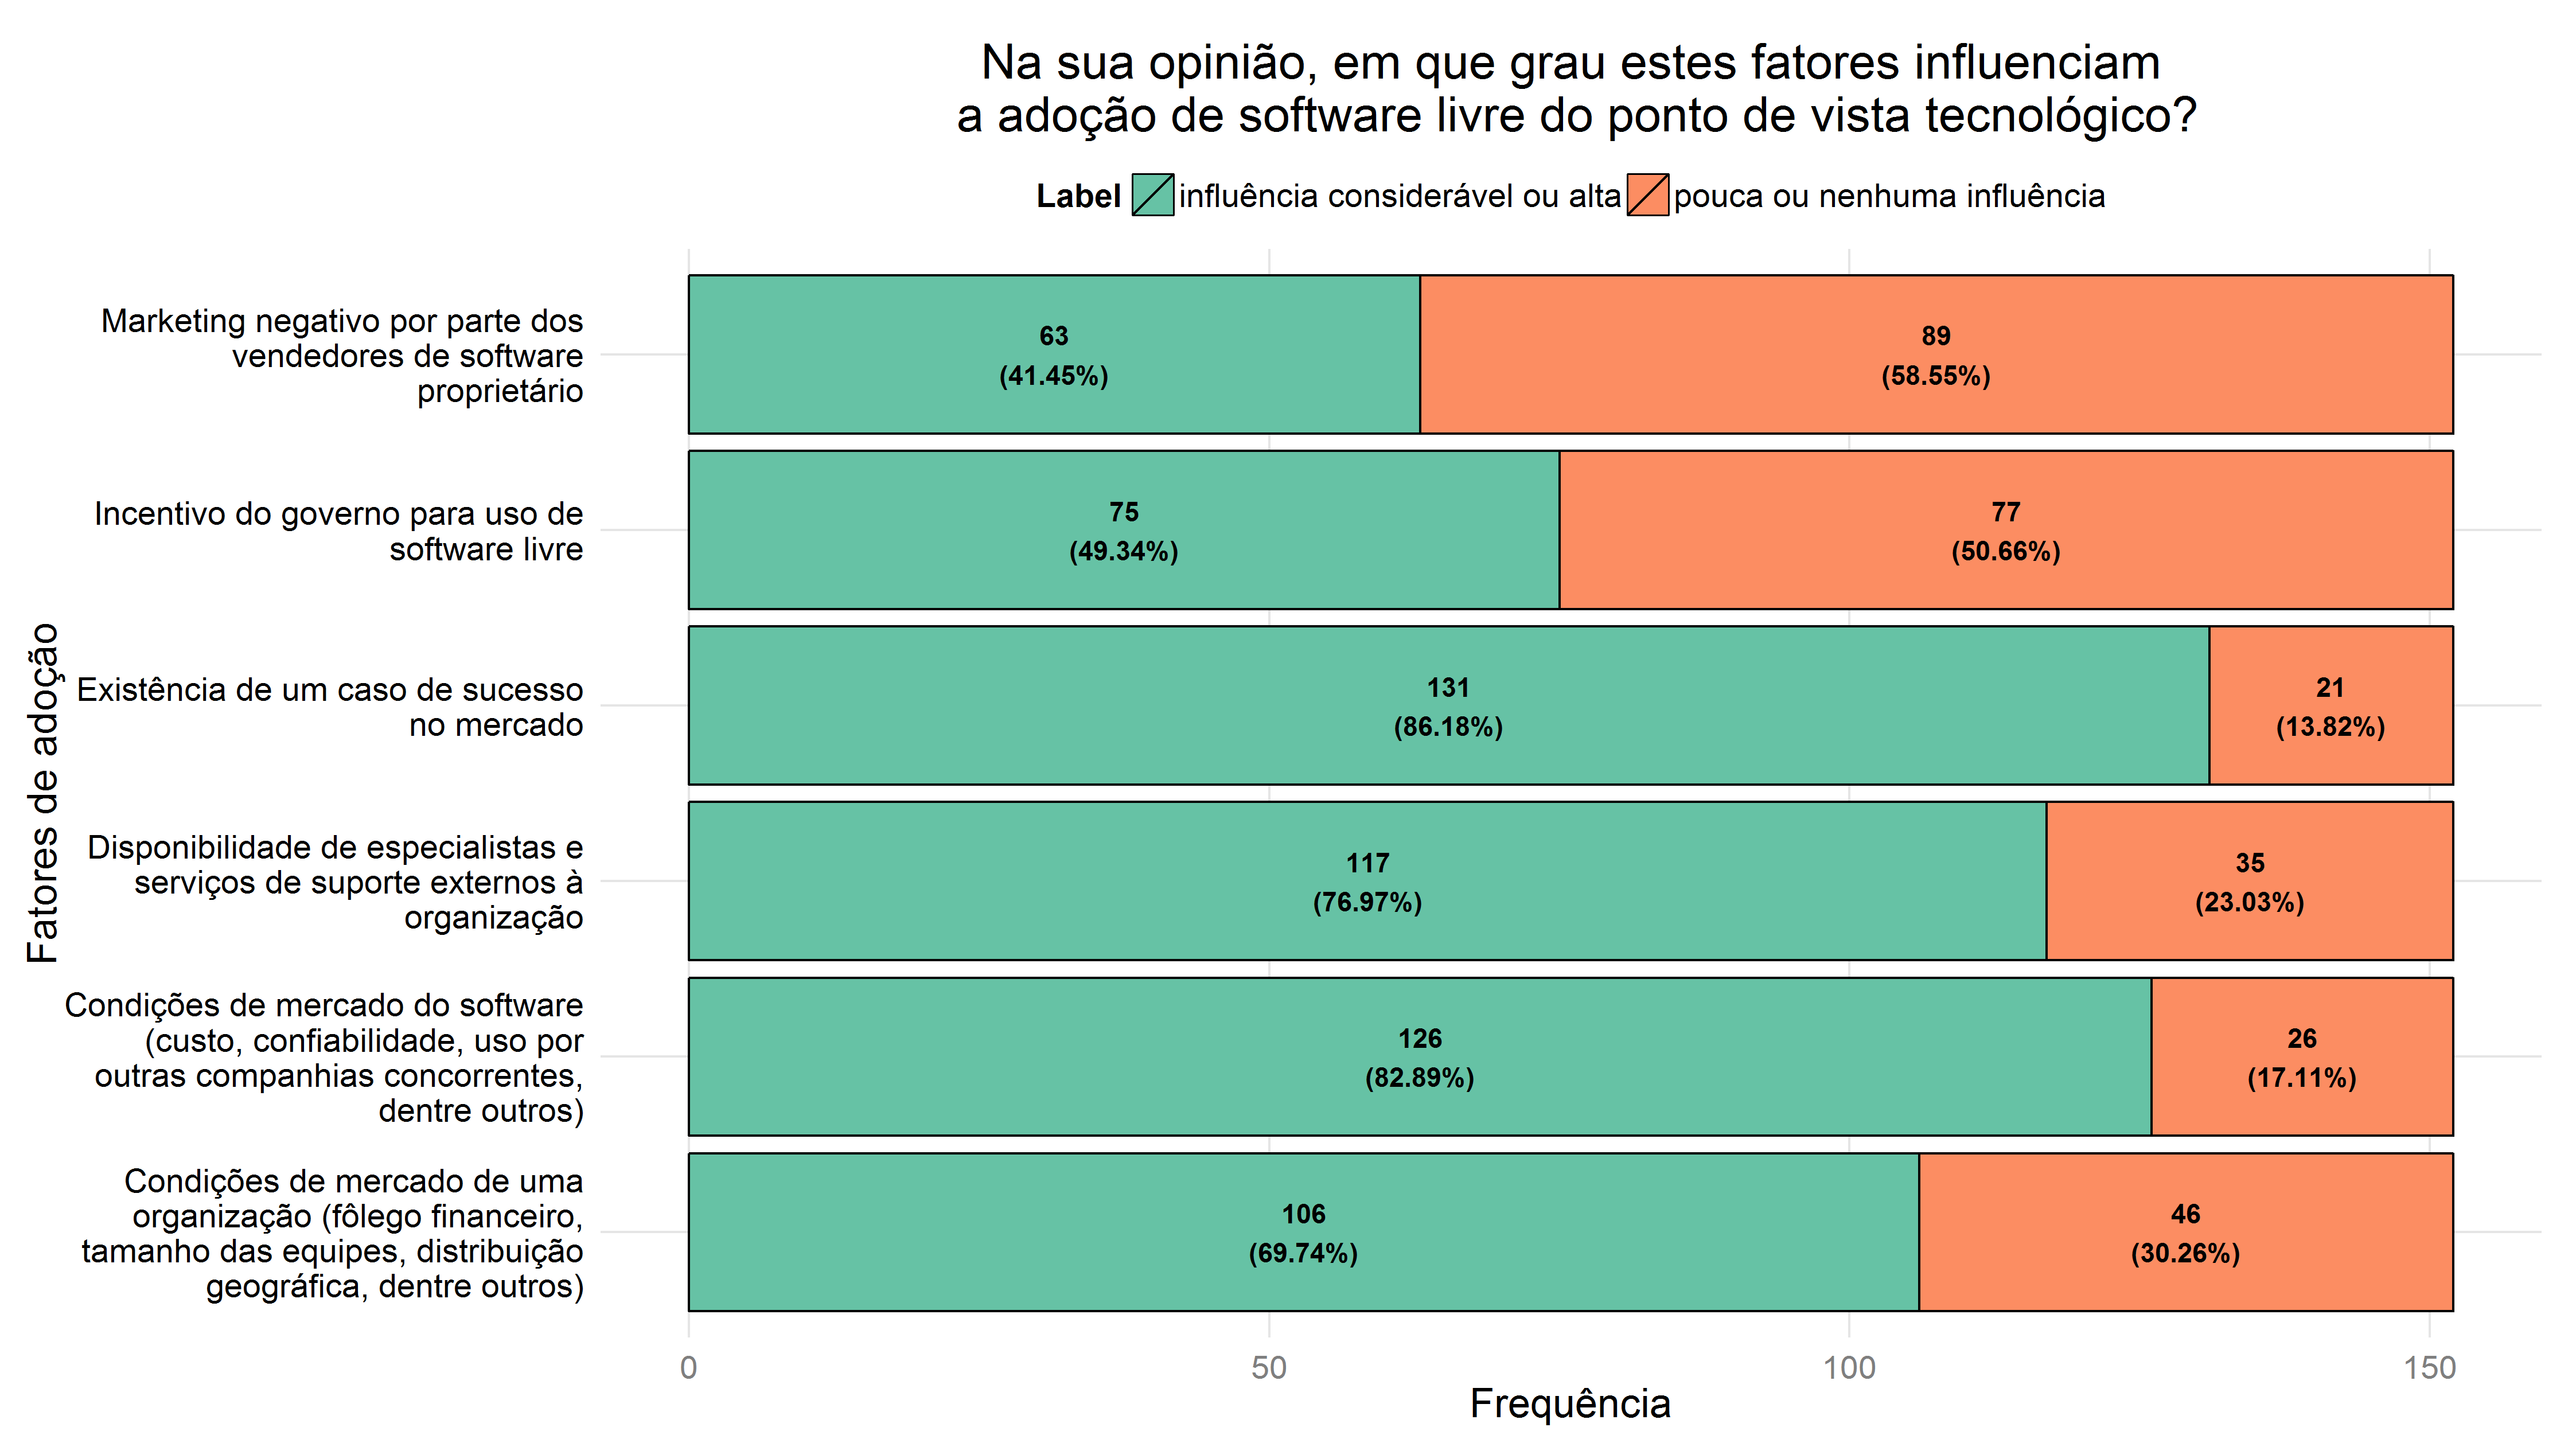 Na sua opinião, em que grau estes fatores influenciam
a adoção de software livre do ponto de vista tecnológico?
Label influência considerável ou alta pouca ou nenhuma influência
Fatores de adoção
Marketing negativo por parte dos
vendedores de software
proprietário
63
(41.45%)
89
(58.55%)
Incentivo do governo para uso de
software livre
75
(49.34%)
77
(50.66%)
Existência de um caso de sucesso
no mercado
131
(86.18%)
21
(13.82%)
Disponibilidade de especialistas e
serviços de suporte externos à
organização
117
(76.97%)
35
(23.03%)
Condições de mercado do software
(custo, confiabilidade, uso por
outras companhias concorrentes,
dentre outros)
126
(82.89%)
26
(17.11%)
Condições de mercado de uma
organização (fôlego financeiro,
tamanho das equipes, distribuição
geográfica, dentre outros)
106
(69.74%)
46
(30.26%)
0 50 100 150
Frequência